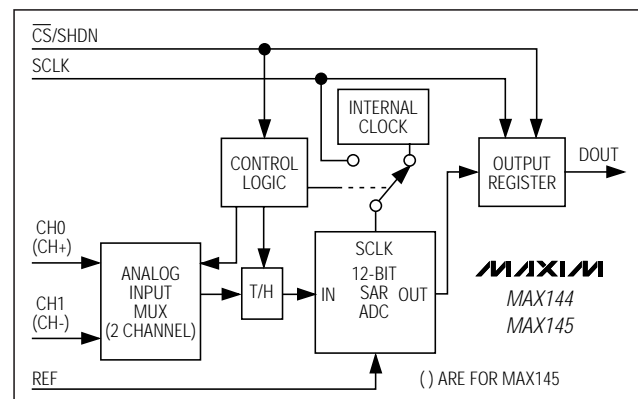 C̅S̅/SHDN
SCLK
INTERNAL
CLOCK
CONTROL
LOGIC
OUTPUT
REGISTER
DOUT
CH0
(CH+)
CH1
(CH-)
ANALOG
INPUT
MUX
(2 CHANNEL)
T/H
SCLK
12-BIT
SAR
ADC
IN
OUT
MAXIM
MAX144
MAX145
REF
( ) ARE FOR MAX145